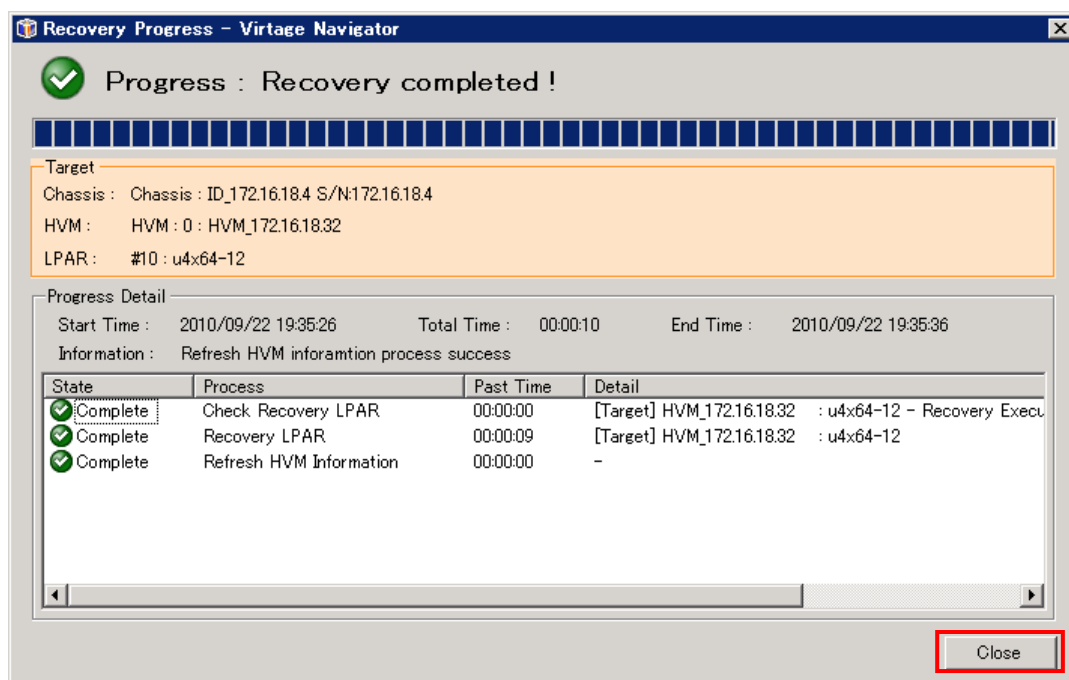 Recovery Progress - Virtage Navigator
Progress : Recovery completed !
Target
Chassis : Chassis : ID_172.16.18.4 S/N:172.16.18.4
HVM : HVM : 0 : HVM_172.16.18.32
LPAR : #10 : u4x64-12
Progress Detail
Start Time : 2010/09/22 19:35:26 Total Time : 00:00:10 End Time : 2010/09/22 19:35:36
Information : Refresh HVM inforamtion process success
State Process Past Time Detail
Complete Check Recovery LPAR 00:00:00 [Target] HVM_172.16.18.32 : u4x64-12 - Recovery Execu
Complete Recovery LPAR 00:00:09 [Target] HVM_172.16.18.32 : u4x64-12
Complete Refresh HVM Information 00:00:00 -
Close